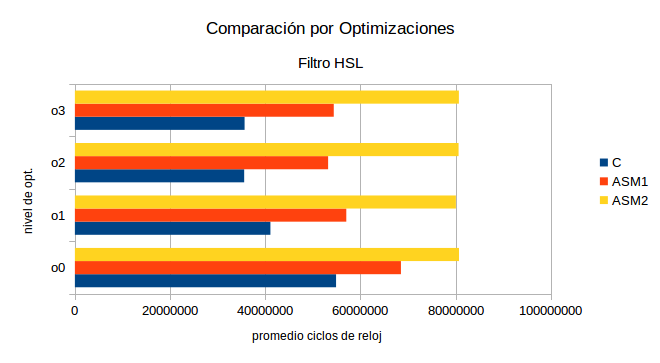 Comparación por Optimizaciones
Filtro HSL
nivel de opt.
o3
o2
o1
o0
0 20000000 40000000 60000000 80000000 100000000
promedio ciclos de reloj
C
ASM1
ASM2